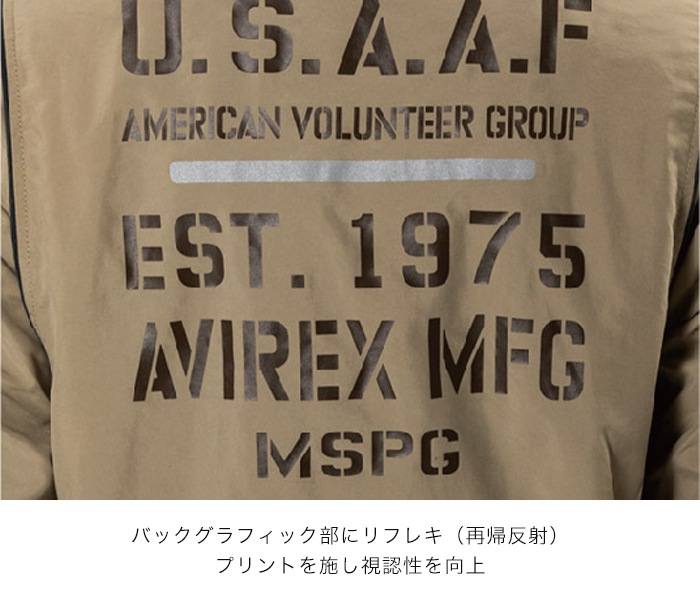 U.S.A.A.F
AMERICAN VOLUNTEER GROUP
EST. 1975
AVIREX MFG
MSPG
バックグラフィック部にリフレキ（再帰反射）
プリントを施し視認性を向上